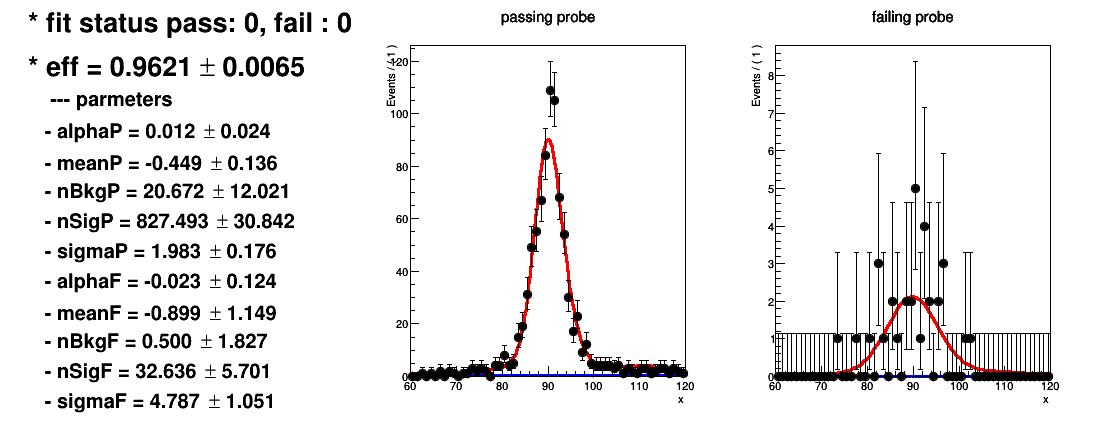 * fit status pass: 0, fail : 0
* eff = 0.9621 ± 0.0065
--- parmeters
- alphaP = 0.012 ± 0.024
- meanP = -0.449 ± 0.136
- nBkgP = 20.672 ± 12.021
- nSigP = 827.493 ± 30.842
- sigmaP = 1.983 ± 0.176
- alphaF = -0.023 ± 0.124
- meanF = -0.899 ± 1.149
- nBkgF = 0.500 ± 1.827
- nSigF = 32.636 ± 5.701
- sigmaF = 4.787 ± 1.051
passing probe
Events / ( 1 )
120
100
80
60
40
20
0
60 70 80 90 100 110 120
x
failing probe
Events / ( 1 )
8
7
6
5
4
3
2
1
0
60 70 80 90 100 110 120
x